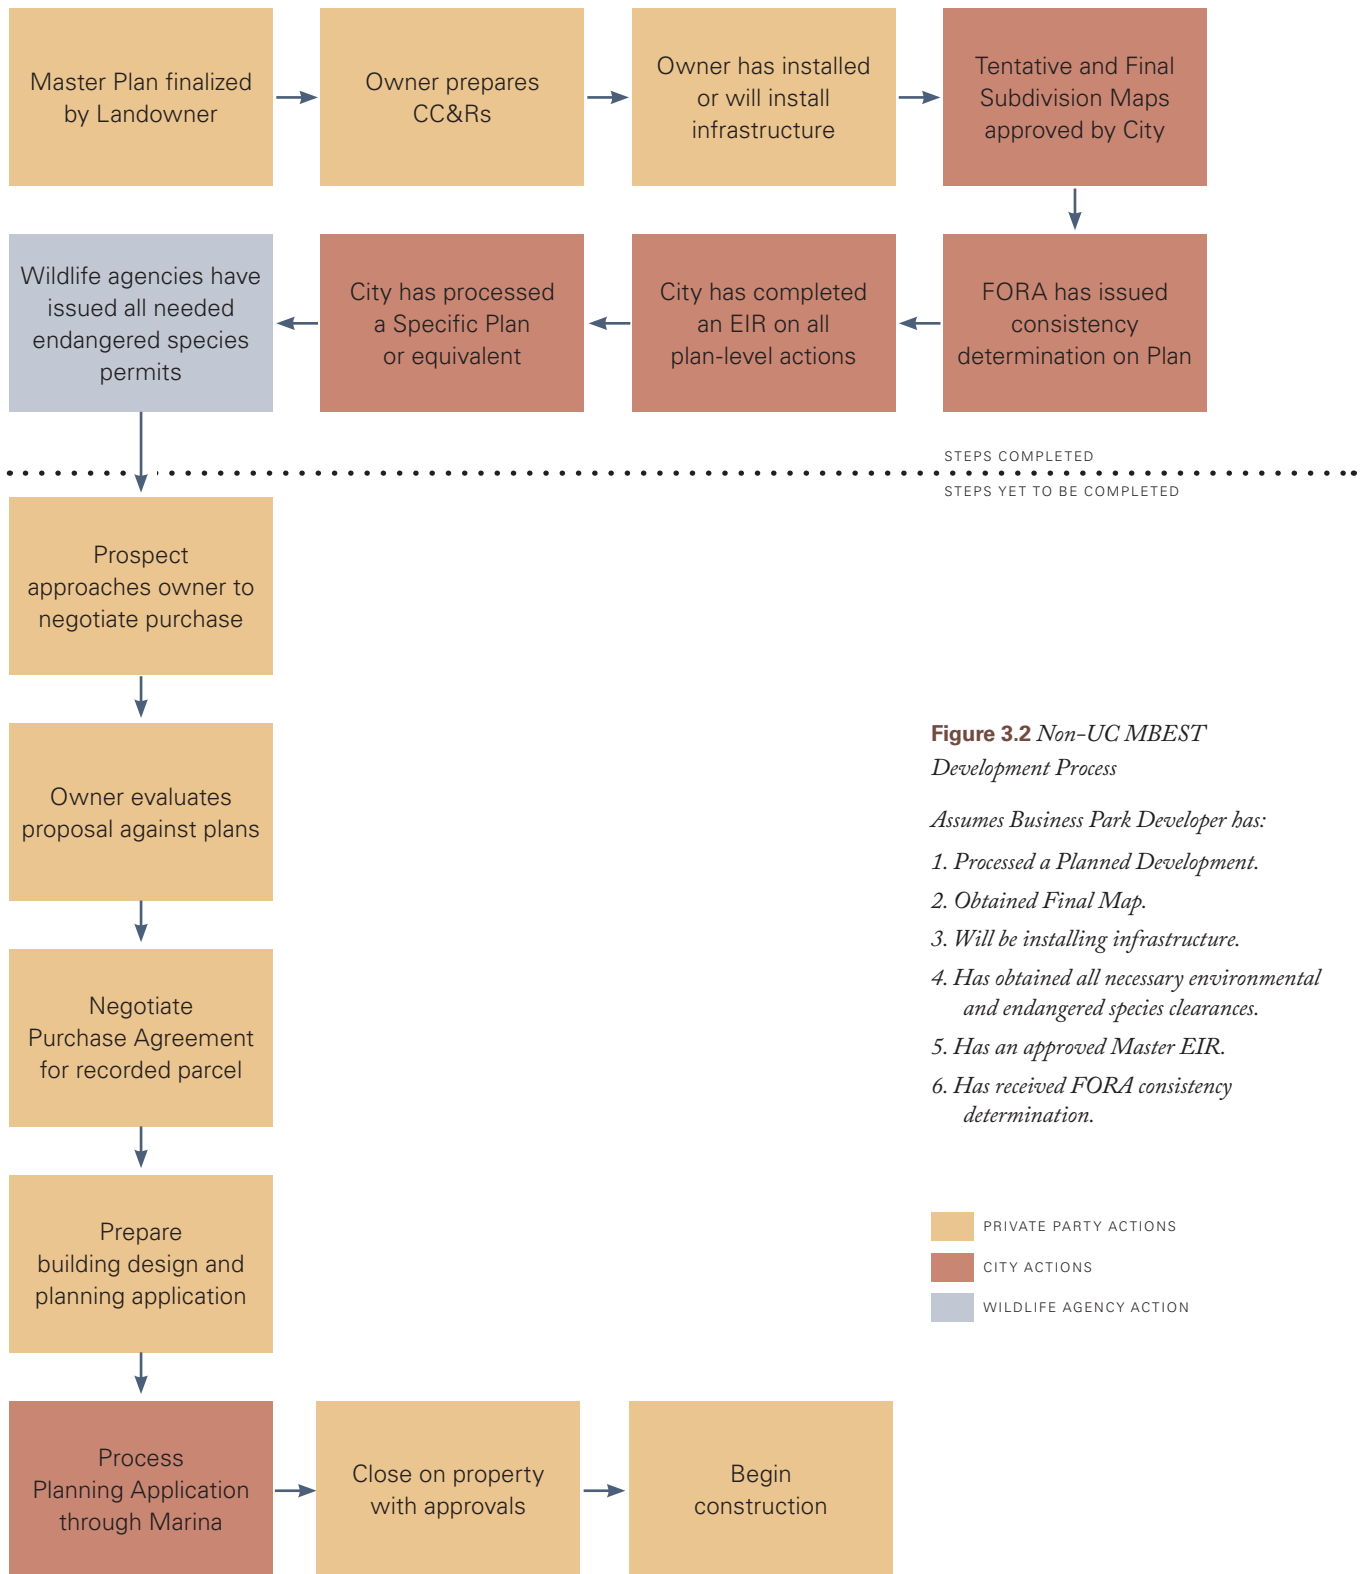 Master Plan finalized
by Landowner
Owner prepares
CC&Rs
Owner has installed
or will install
infrastructure
Tentative and Final
Subdivision Maps
approved by City
FORA has issued
consistency
determination on Plan
City has completed
an EIR on all
plan-level actions
City has processed
a Specific Plan
or equivalent
Wildlife agencies have
issued all needed
endangered species
permits
STEPS COMPLETED
STEPS YET TO BE COMPLETED
Prospect
approaches owner to
negotiate purchase
Owner evaluates
proposal against plans
Negotiate
Purchase Agreement
for recorded parcel
Prepare
building design and
planning application
Process
Planning Application
through Marina
Close on property
with approvals
Begin
construction
Figure 3.2 Non-UC MBEST
Development Process
Assumes Business Park Developer has:
1. Processed a Planned Development.
2. Obtained Final Map.
3. Will be installing infrastructure.
4. Has obtained all necessary environmental
and endangered species clearances.
5. Has an approved Master EIR.
6. Has received FORA consistency
determination.
PRIVATE PARTY ACTIONS
CITY ACTIONS
WILDLIFE AGENCY ACTION